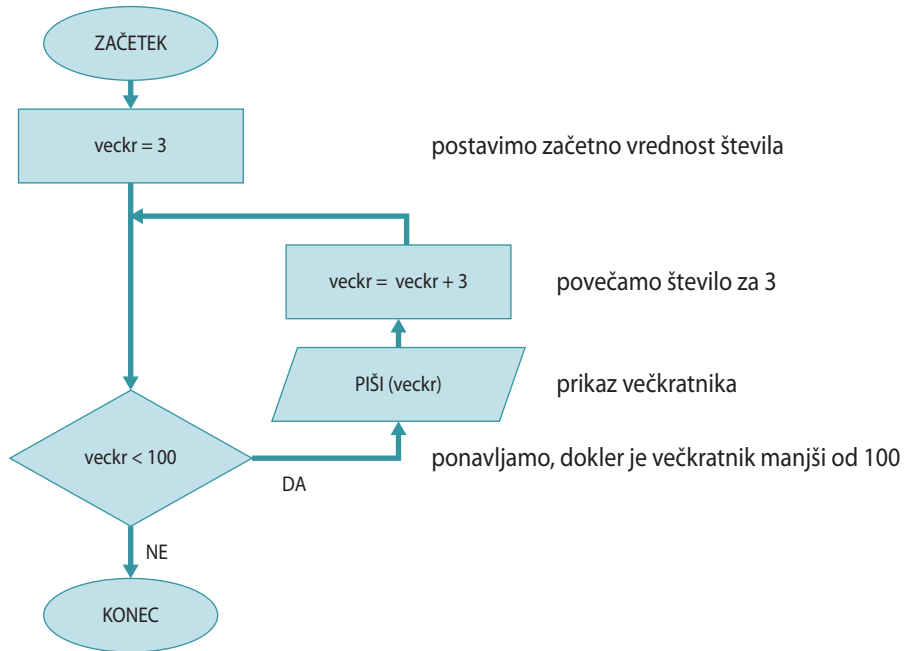 ZAČETEK
veckr = 3
postavimo začetno vrednost števila
veckr = veckr + 3
povečamo število za 3
PIŠI (veckr)
prikaz večkratnika
veckr < 100
DA
ponavljamo, dokler je večkratnik manjši od 100
NE
KONEC